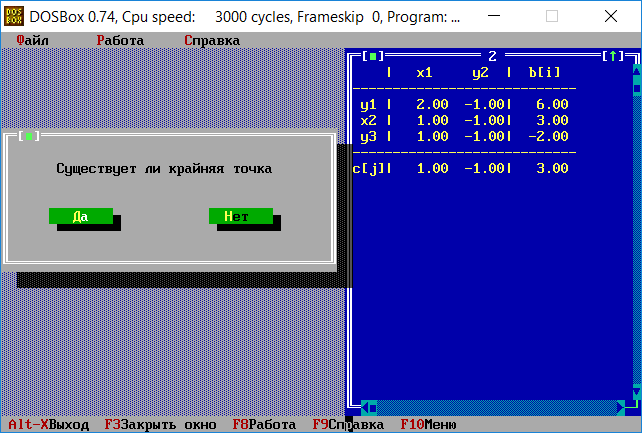 DOSBox 0.74, Cpu speed: 3000 cycles, Frameskip 0, Program: ...
Файл Работа Справка
[■] 2 [↑]
| x1 y2 | b[i]
y1 | 2.00 -1.00| 6.00
x2 | 1.00 -1.00| 3.00
y3 | 1.00 -1.00| -2.00
c[j]| 1.00 -1.00| 3.00
[■]
Существует ли крайняя точка
Да Нет
Alt-X Выход F3 Закрыть окно F8 Работа F9 Справка F10 Меню